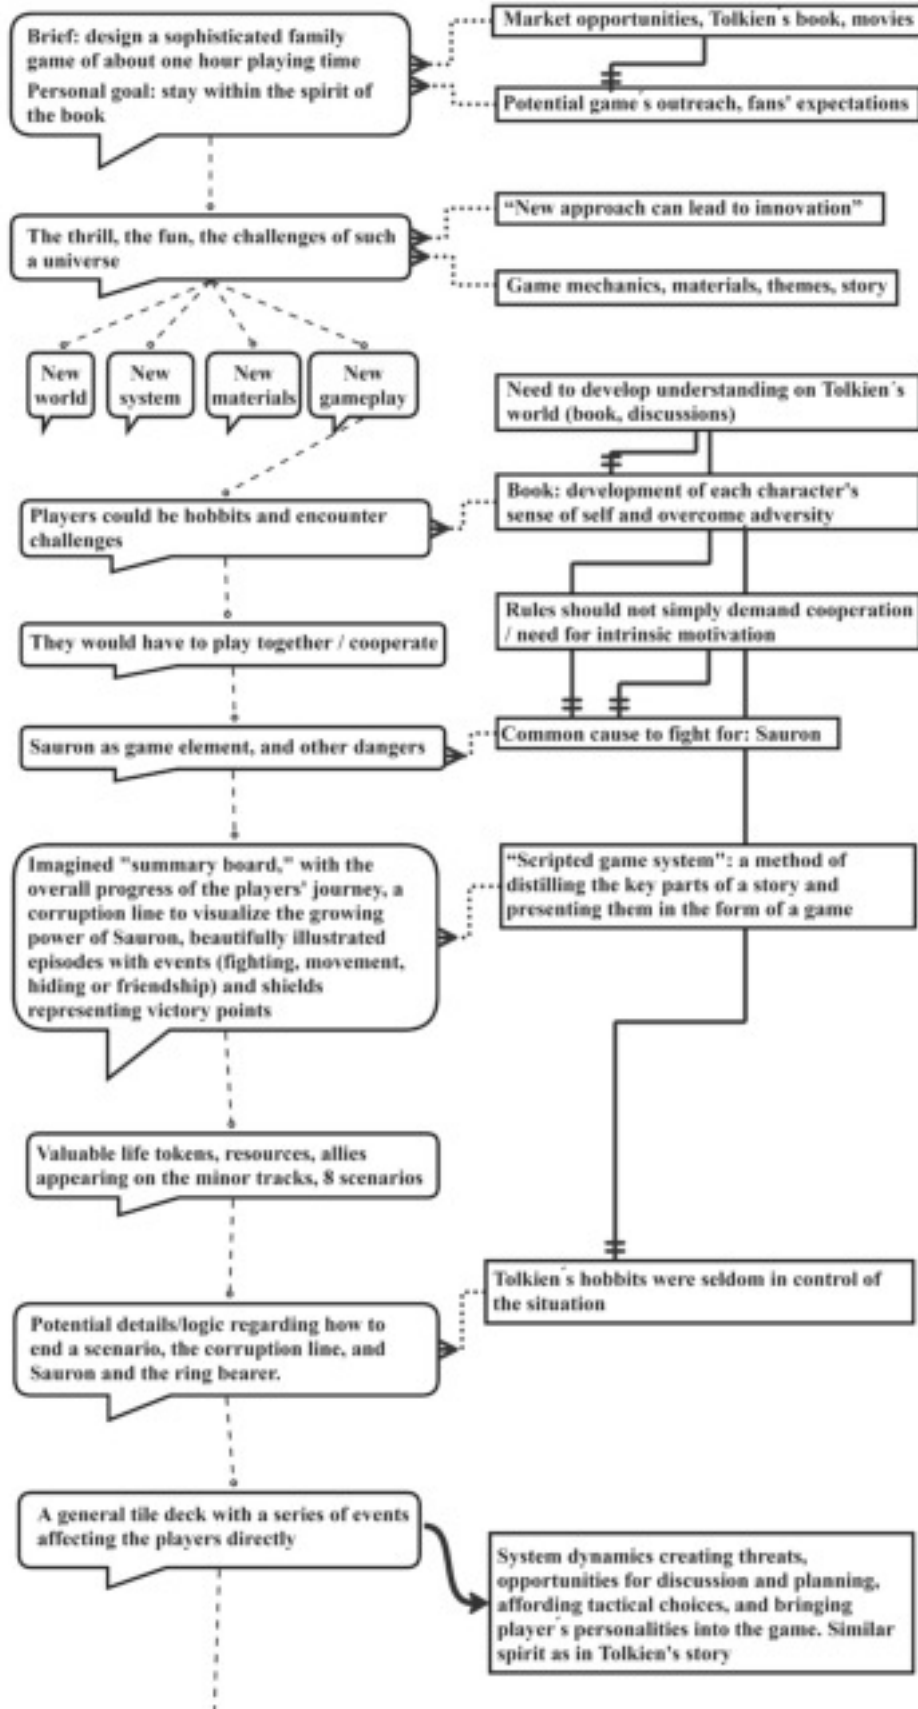 Brief: design a sophisticated family
game of about one hour playing time
Personal goal: stay within the spirit of
the book
Market opportunities, Tolkien´s book, movies
Potential game´s outreach, fans' expectations
The thrill, the fun, the challenges of such
a universe
“New approach can lead to innovation”
Game mechanics, materials, themes, story
New
world
New
system
New
materials
New
gameplay
Need to develop understanding on Tolkien´s
world (book, discussions)
Players could be hobbits and encounter
challenges
Book: development of each character's
sense of self and overcome adversity
They would have to play together / cooperate
Rules should not simply demand cooperation
/ need for intrinsic motivation
Sauron as game element, and other dangers
Common cause to fight for: Sauron
Imagined "summary board," with the
overall progress of the players' journey, a
corruption line to visualize the growing
power of Sauron, beautifully illustrated
episodes with events (fighting, movement,
hiding or friendship) and shields
representing victory points
“Scripted game system”: a method of
distilling the key parts of a story and
presenting them in the form of a game
Valuable life tokens, resources, allies
appearing on the minor tracks, 8 scenarios
Tolkien´s hobbits were seldom in control of
the situation
Potential details/logic regarding how to
end a scenario, the corruption line, and
Sauron and the ring bearer.
A general tile deck with a series of events
affecting the players directly
System dynamics creating threats,
opportunities for discussion and planning,
affording tactical choices, and bringing
player´s personalities into the game. Similar
spirit as in Tolkien's story